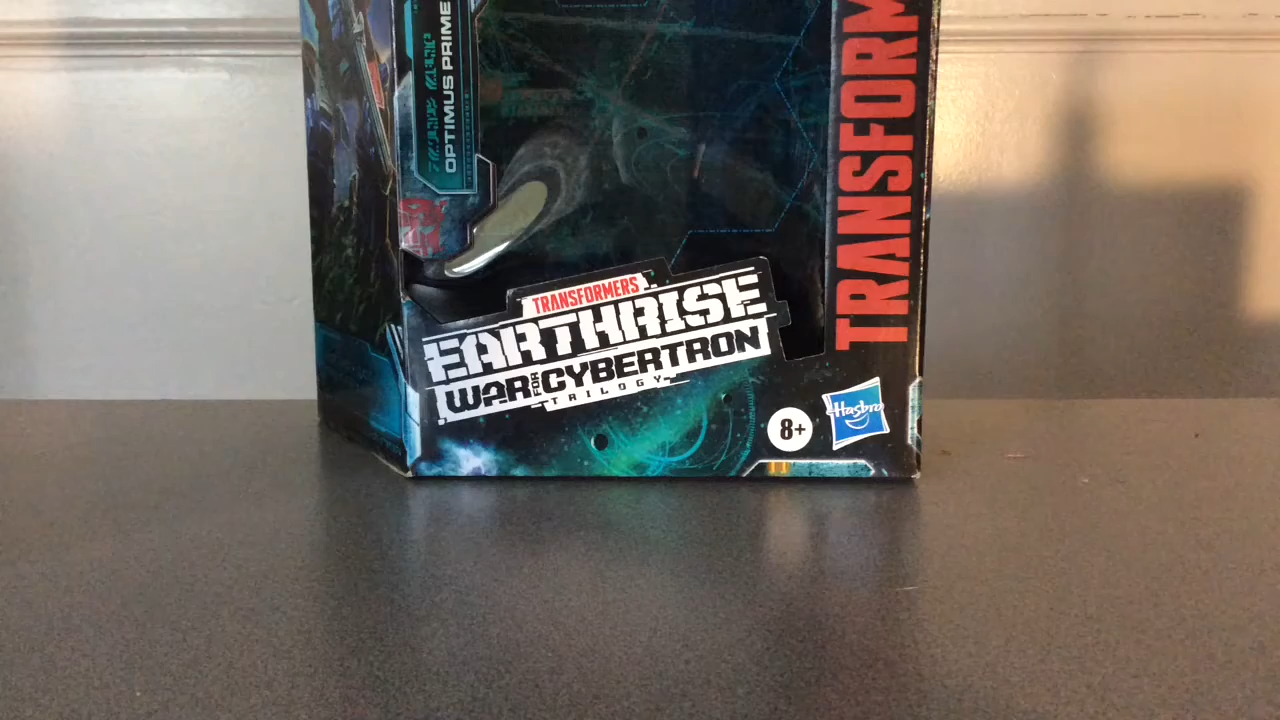 OPTIMUS PRIME
TRANSFORM
TRANSFORMERS
EARTHRISE
WAR FOR CYBERTRON
TRILOGY
8+
Hasbro